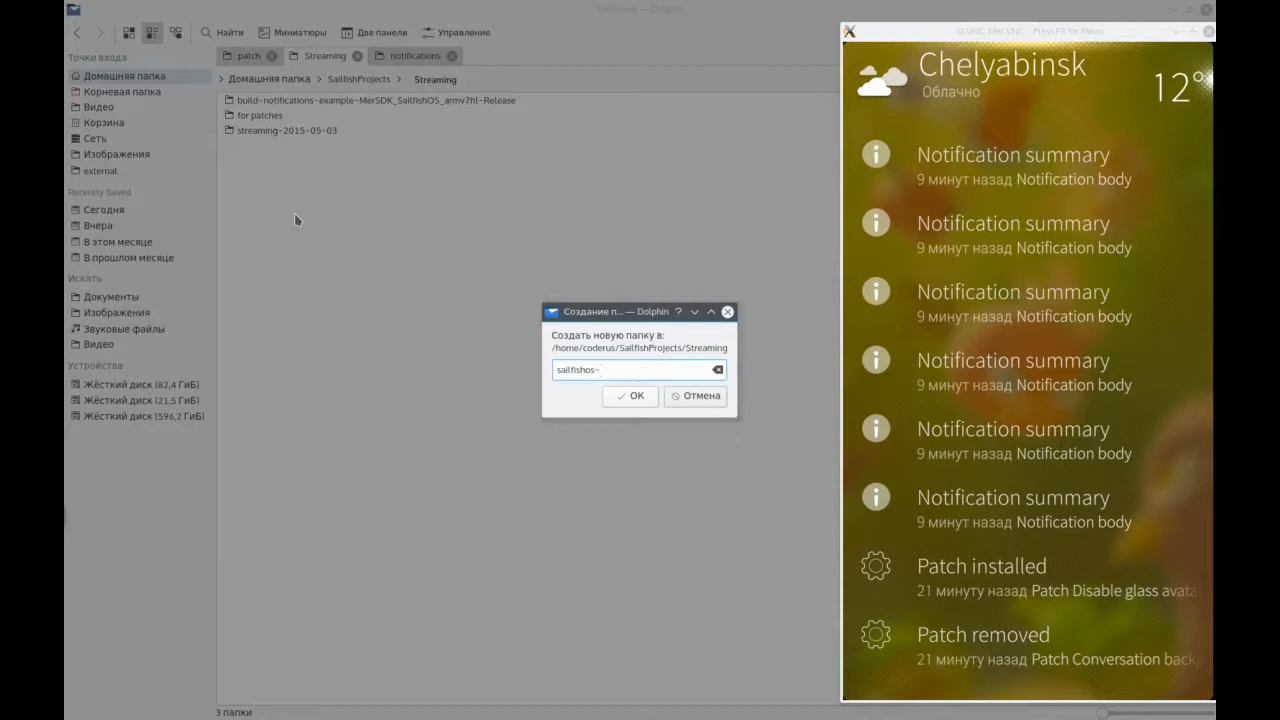 Найти
Миниатюры
Две панели
Управление
patch
Streaming
notifications
Точки входа
Домашняя папка
Корневая папка
Видео
Корзина
Сеть
Изображения
external
Recently Saved
Сегодня
Вчера
В этом месяце
В прошлом месяце
Искать
Документы
Изображения
Звуковые файлы
Видео
Устройства
Жёсткий диск (82,4 ГиБ)
Жёсткий диск (21,5 ГиБ)
Жёсткий диск (596,2 ГиБ)
Домашняя папка > SailfishProjects > Streaming
build-notifications-example-MerSDK_SailfishOS_armv7hl-Release
for patches
streaming-2015-05-03
3 папки
Создание п... — Dolphin
Создать новую папку в:
/home/coderus/SailfishProjects/Streaming
sailfishos-
OK
Отмена
Chelyabinsk
Облачно
12°
Notification summary
9 минут назад Notification body
Notification summary
9 минут назад Notification body
Notification summary
9 минут назад Notification body
Notification summary
9 минут назад Notification body
Notification summary
9 минут назад Notification body
Notification summary
9 минут назад Notification body
Patch installed
21 минуту назад Patch Disable glass avata
Patch removed
21 минуту назад Patch Conversation back